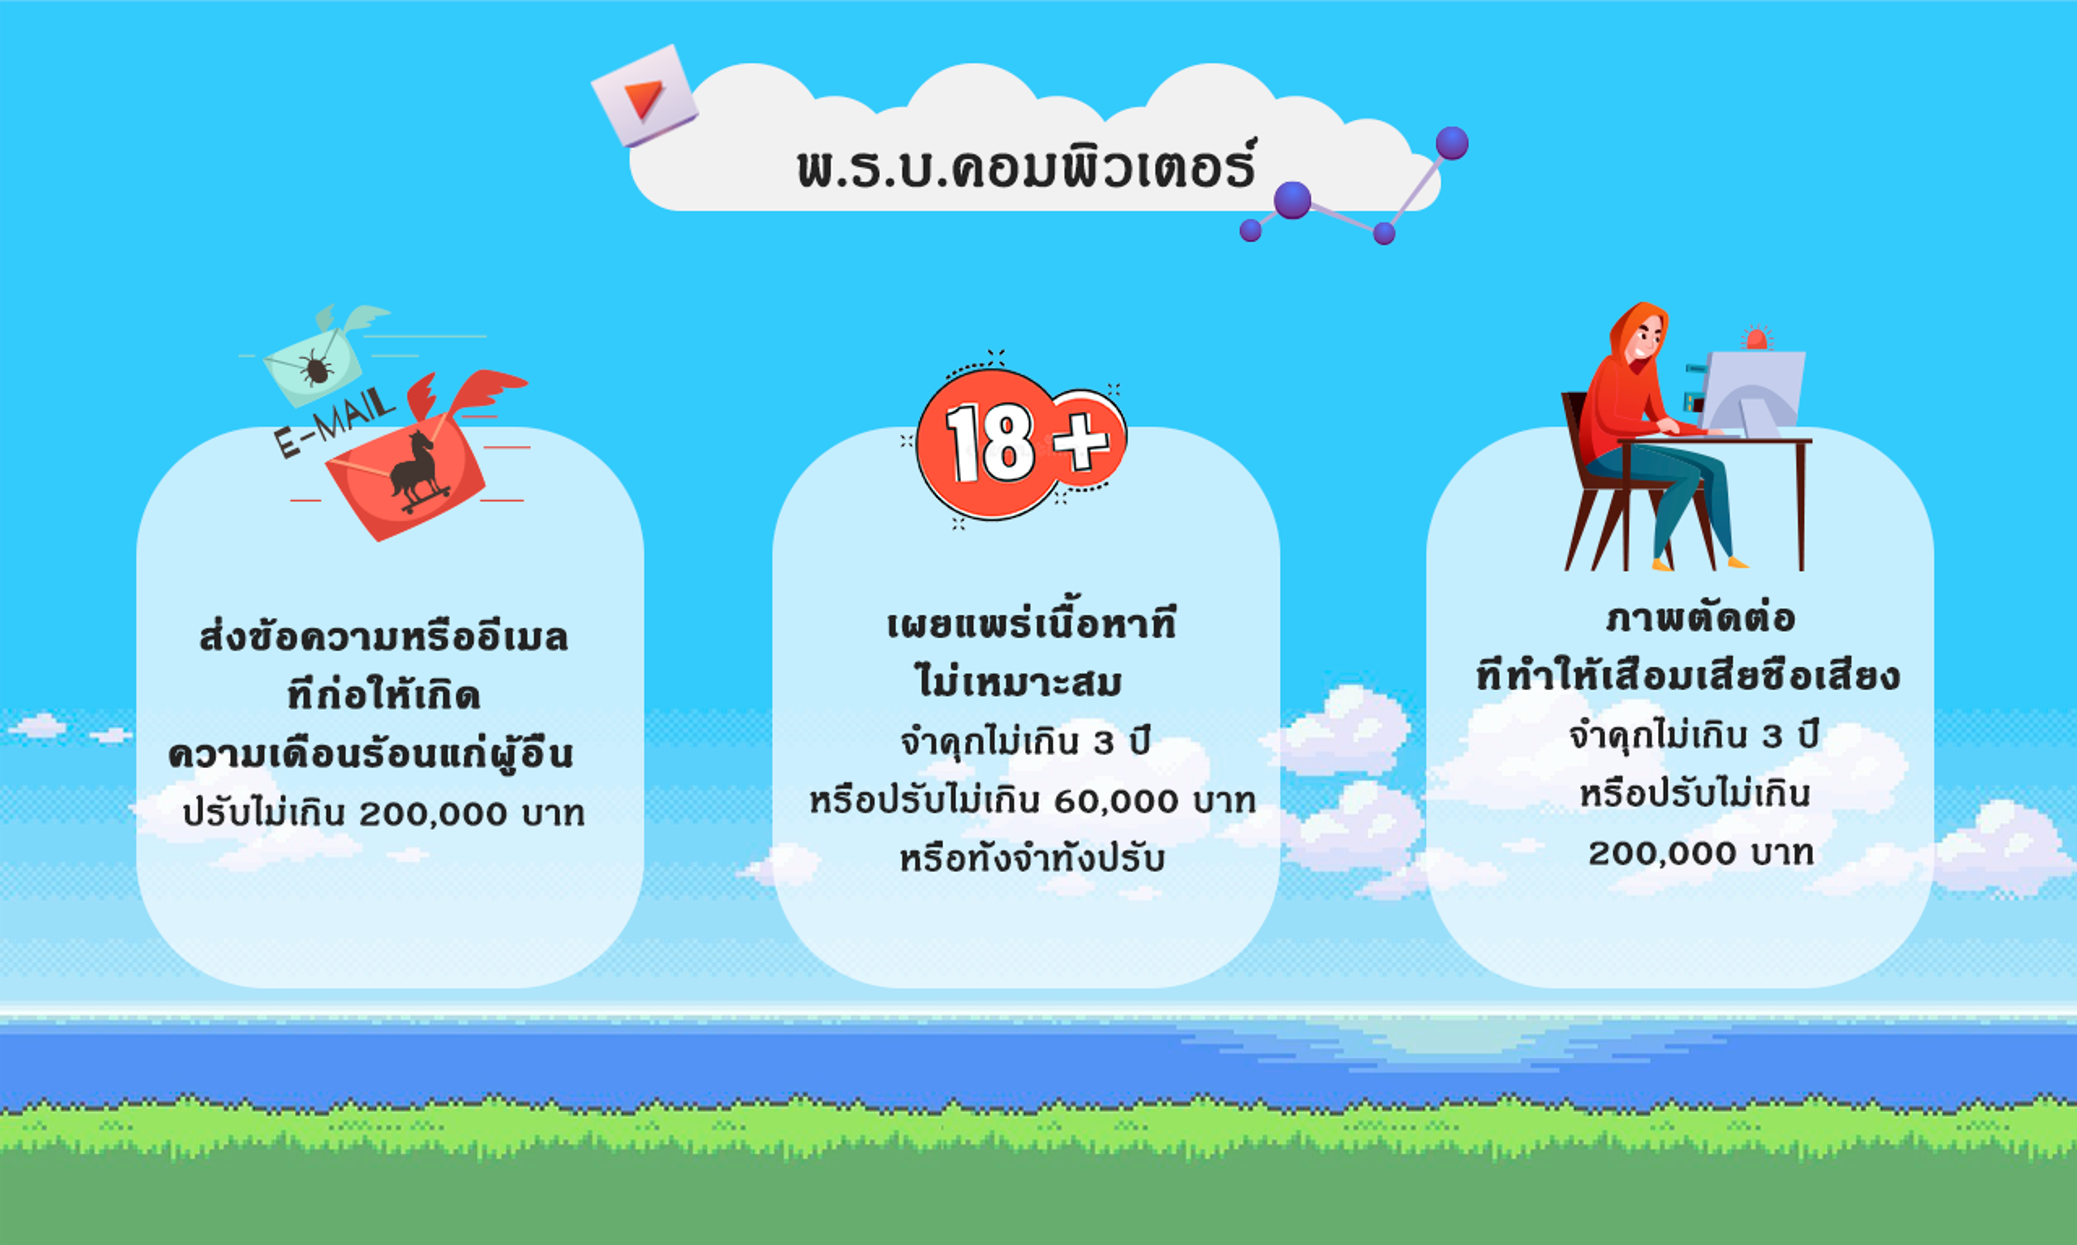 พ.ร.บ.คอมพิวเตอร์
E-MAIL
18+
ส่งข้อความหรืออีเมล
ที่ก่อให้เกิด
ความเดือนร้อนแก่ผู้อื่น
ปรับไม่เกิน 200,000 บาท
เผยแพร่เนื้อหาที่
ไม่เหมาะสม
จำคุกไม่เกิน 3 ปี
หรือปรับไม่เกิน 60,000 บาท
หรือทั้งจำทั้งปรับ
ภาพตัดต่อ
ที่ทำให้เสื่อมเสียชื่อเสียง
จำคุกไม่เกิน 3 ปี
หรือปรับไม่เกิน
200,000 บาท